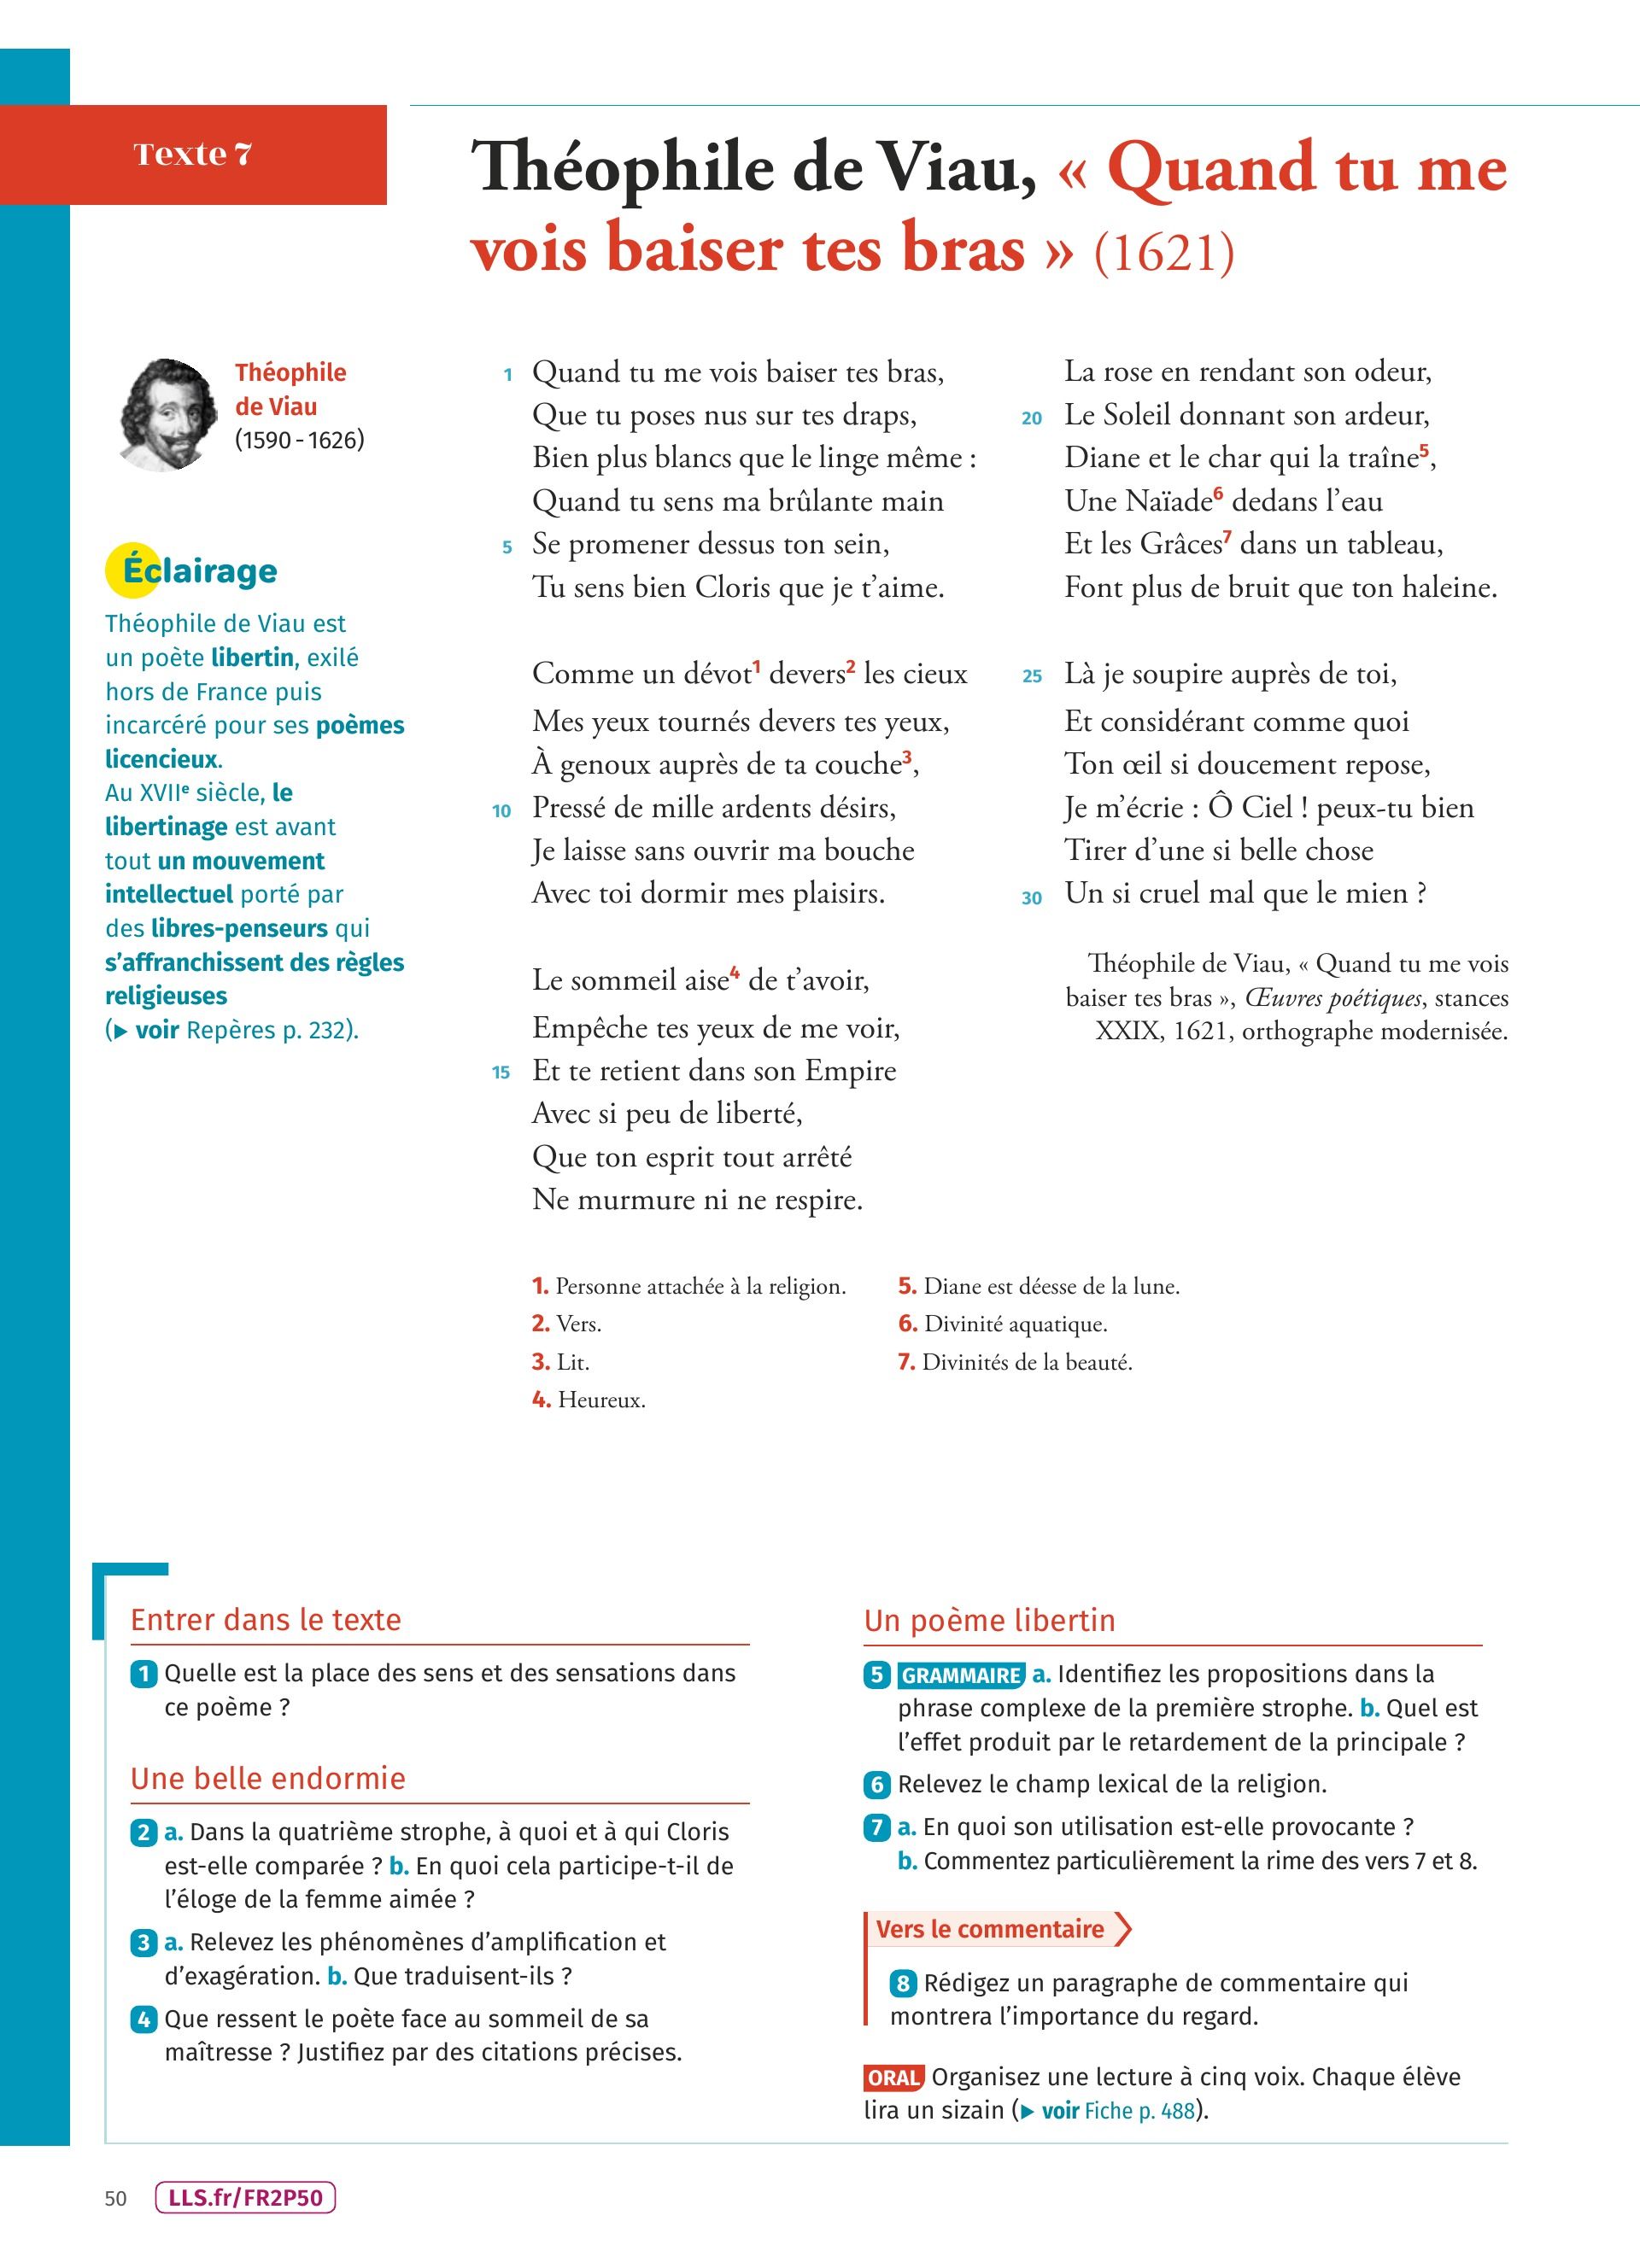 Texte 7
Théophile de Viau, « Quand tu me
vois baiser tes bras » (1621)
Théophile
de Viau
(1590 - 1626)
Éclairage
Théophile de Viau est
un poète libertin, exilé
hors de France puis
incarcéré pour ses poèmes
licencieux.
Au XVIIe siècle, le
libertinage est avant
tout un mouvement
intellectuel porté par
des libres-penseurs qui
s’affranchissent des règles
religieuses
(▶ voir Repères p. 232).
1 Quand tu me vois baiser tes bras,
Que tu poses nus sur tes draps,
Bien plus blancs que le linge même :
Quand tu sens ma brûlante main
5 Se promener dessus ton sein,
Tu sens bien Cloris que je t’aime.
Comme un dévot1 devers2 les cieux
Mes yeux tournés devers tes yeux,
À genoux auprès de ta couche3,
10 Pressé de mille ardents désirs,
Je laisse sans ouvrir ma bouche
Avec toi dormir mes plaisirs.
Le sommeil aise4 de t’avoir,
Empêche tes yeux de me voir,
15 Et te retient dans son Empire
Avec si peu de liberté,
Que ton esprit tout arrêté
Ne murmure ni ne respire.
La rose en rendant son odeur,
20 Le Soleil donnant son ardeur,
Diane et le char qui la traîne5,
Une Naïade6 dedans l’eau
Et les Grâces7 dans un tableau,
Font plus de bruit que ton haleine.
25 Là je soupire auprès de toi,
Et considérant comme quoi
Ton œil si doucement repose,
Je m’écrie : Ô Ciel ! peux-tu bien
Tirer d’une si belle chose
30 Un si cruel mal que le mien ?
Théophile de Viau, « Quand tu me vois
baiser tes bras », Œuvres poétiques, stances
XXIX, 1621, orthographe modernisée.
1. Personne attachée à la religion.
2. Vers.
3. Lit.
4. Heureux.
5. Diane est déesse de la lune.
6. Divinité aquatique.
7. Divinités de la beauté.
Entrer dans le texte
1 Quelle est la place des sens et des sensations dans
ce poème ?
Une belle endormie
2 a. Dans la quatrième strophe, à quoi et à qui Cloris
est-elle comparée ? b. En quoi cela participe-t-il de
l’éloge de la femme aimée ?
3 a. Relevez les phénomènes d’amplification et
d’exagération. b. Que traduisent-ils ?
4 Que ressent le poète face au sommeil de sa
maîtresse ? Justifiez par des citations précises.
Un poème libertin
5 GRAMMAIRE a. Identifiez les propositions dans la
phrase complexe de la première strophe. b. Quel est
l’effet produit par le retardement de la principale ?
6 Relevez le champ lexical de la religion.
7 a. En quoi son utilisation est-elle provocante ?
b. Commentez particulièrement la rime des vers 7 et 8.
Vers le commentaire
8 Rédigez un paragraphe de commentaire qui
montrera l’importance du regard.
ORAL Organisez une lecture à cinq voix. Chaque élève
lira un sizain (▶ voir Fiche p. 488).
50 LLS.fr/FR2P50